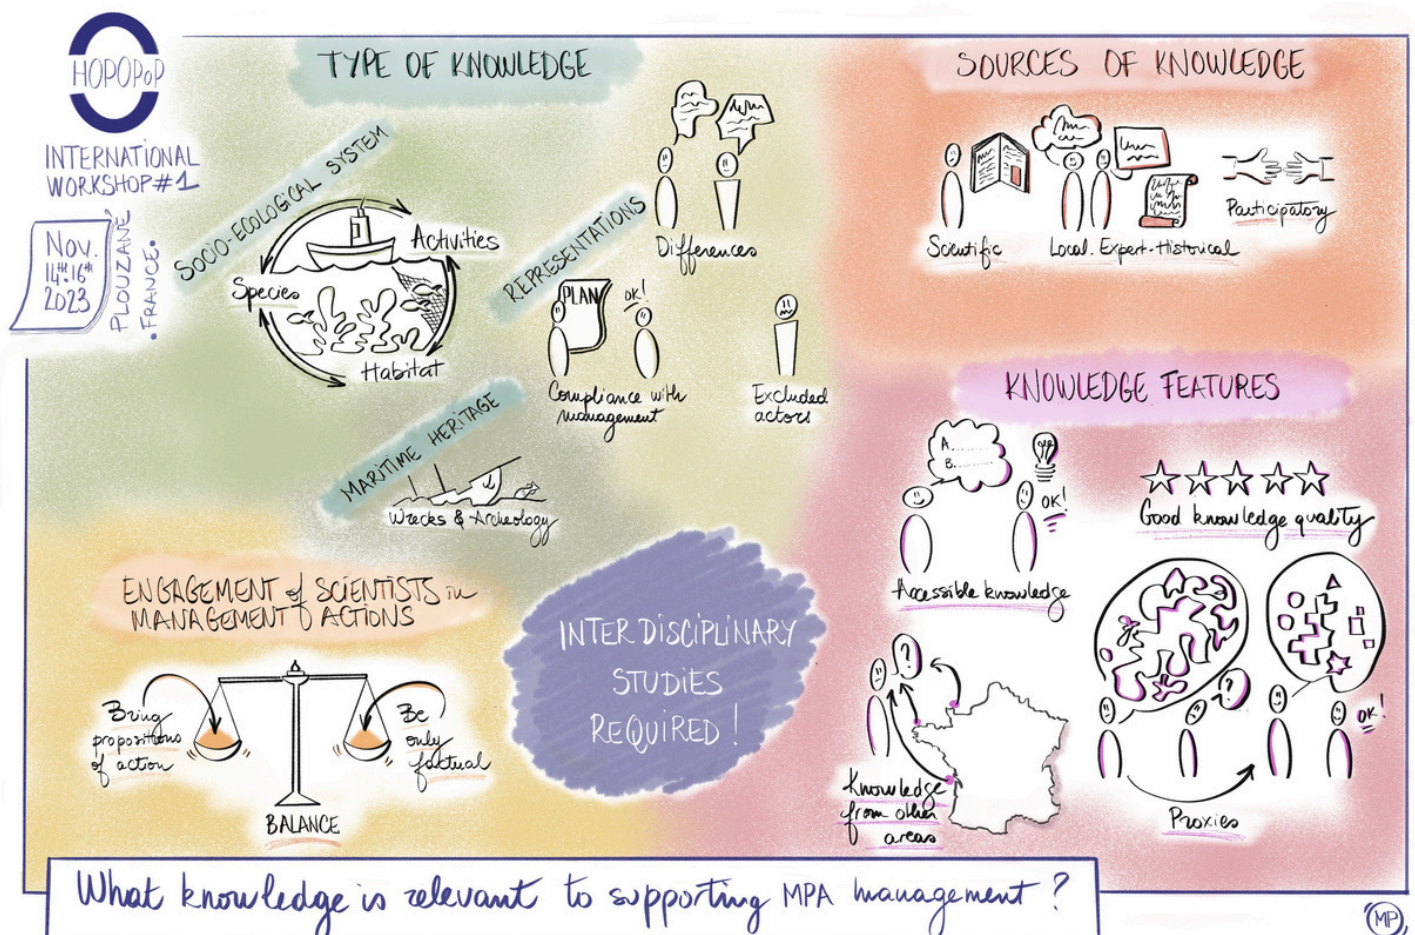 HOPOPoP
INTERNATIONAL
WORKSHOP #1
NOV.
14TH.16TH
2023
PLOUZANÉ
.FRANCE.
TYPE OF KNOWLEDGE
SOCIO-ECOLOGICAL SYSTEM
Activities
Species
Habitat
REPRESENTATIONS
Differences
PLAN
OK!
Compliance with
management
Excluded
actors
MARITIME HERITAGE
Wrecks & Archeology
SOURCES OF KNOWLEDGE
Scientific
Local. Expert-Historical
Participatory
KNOWLEDGE FEATURES
A.
B.
OK!
Accessible knowledge
Good knowledge quality
?
Knowledge
from other
areas
?
OK!
Proxies
ENGAGEMENT of SCIENTISTS in
MANAGEMENT ACTIONS
Bring
propositions
of action
Be
only
factual
BALANCE
INTERDISCIPLINARY
STUDIES
REQUIRED !
What knowledge is relevant to supporting MPA management ?
MP